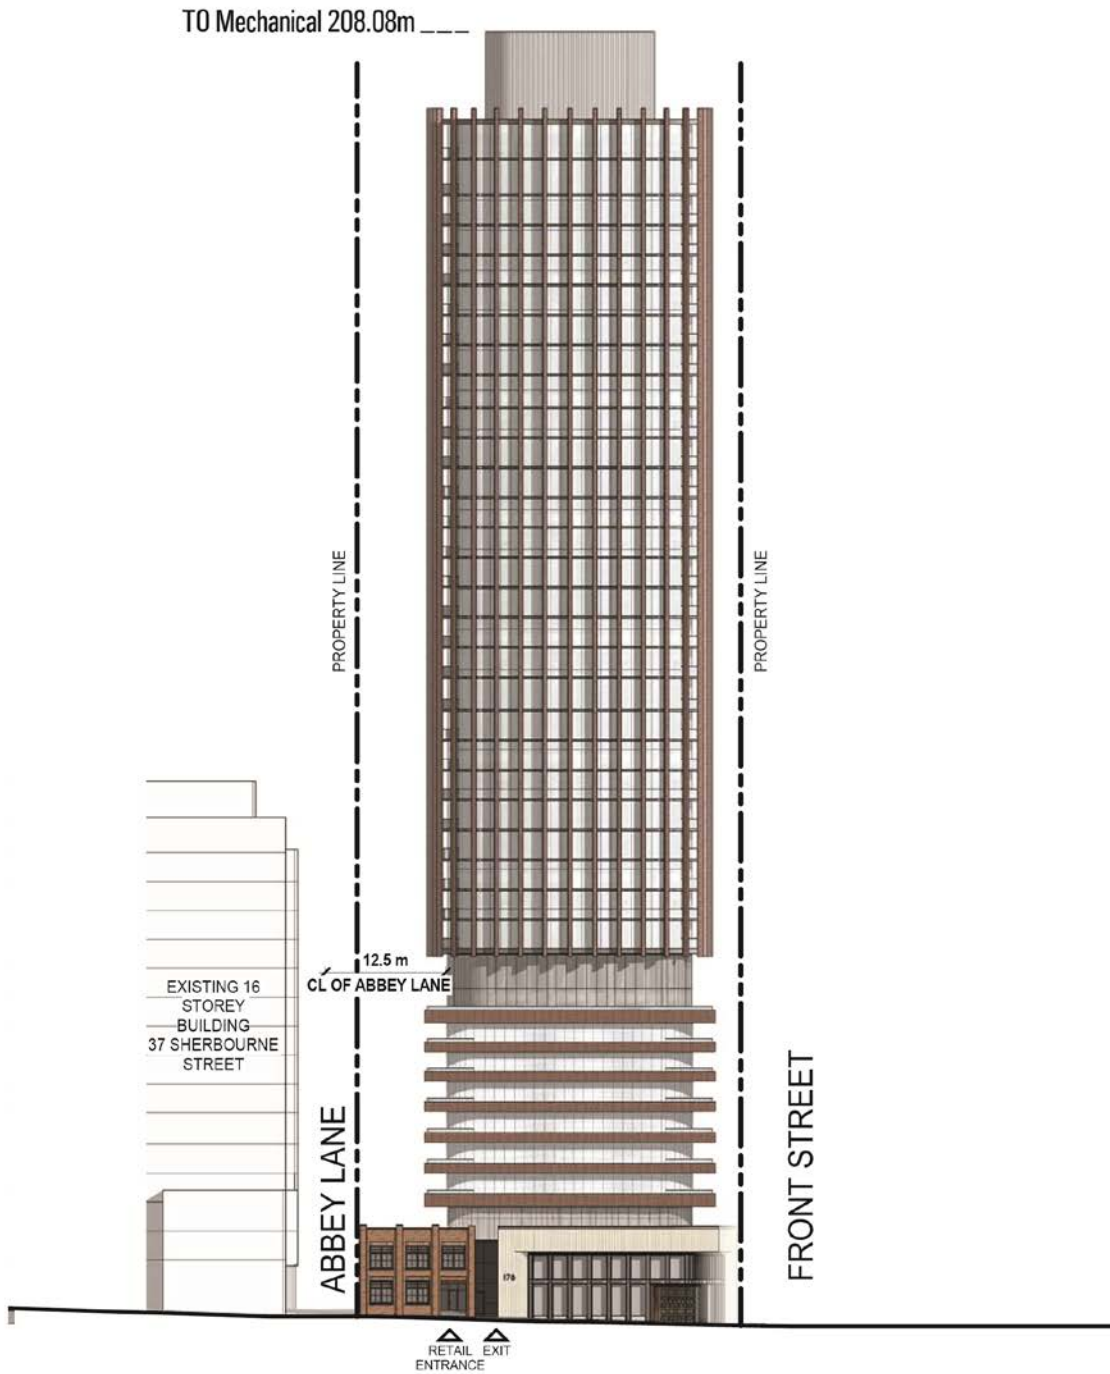 TO Mechanical 208.08m
PROPERTY LINE
PROPERTY LINE
12.5 m
CL OF ABBEY LANE
EXISTING 16
STOREY
BUILDING
37 SHERBOURNE
STREET
ABBEY LANE
FRONT STREET
178
RETAIL
ENTRANCE
EXIT